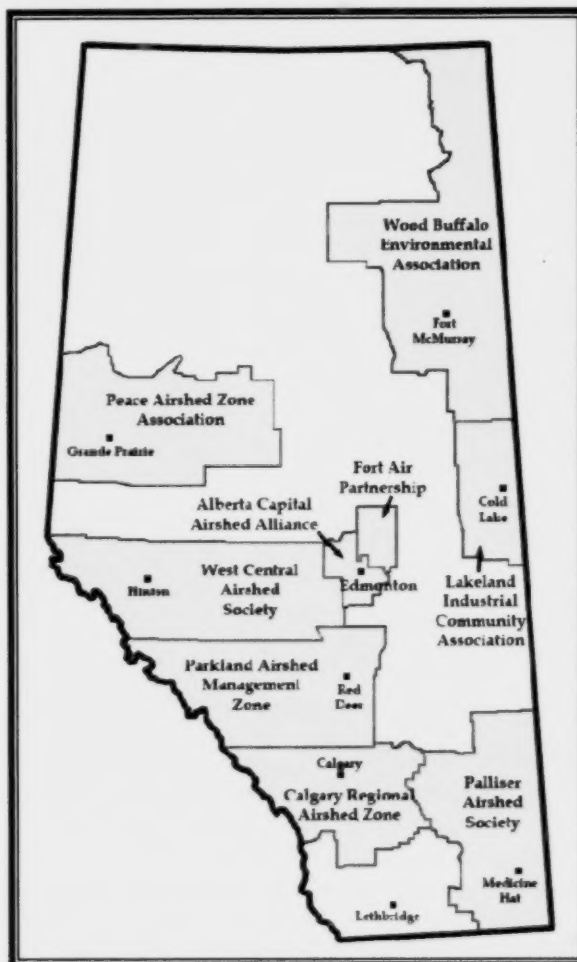 Wood Buffalo
Environmental
Association
Fort
McMurray
Peace Airshed Zone
Association
Grande Prairie
Fort Air
Partnership
Alberta Capital
Airshed Alliance
Cold
Lake
Edmonton
West Central
Airshed
Society
Hinton
Lakeland
Industrial
Community
Association
Parkland Airshed
Management
Zone
Red
Deer
Calgary
Calgary Regional
Airshed Zone
Palliser
Airshed
Society
Medicine
Hat
Lethbridge